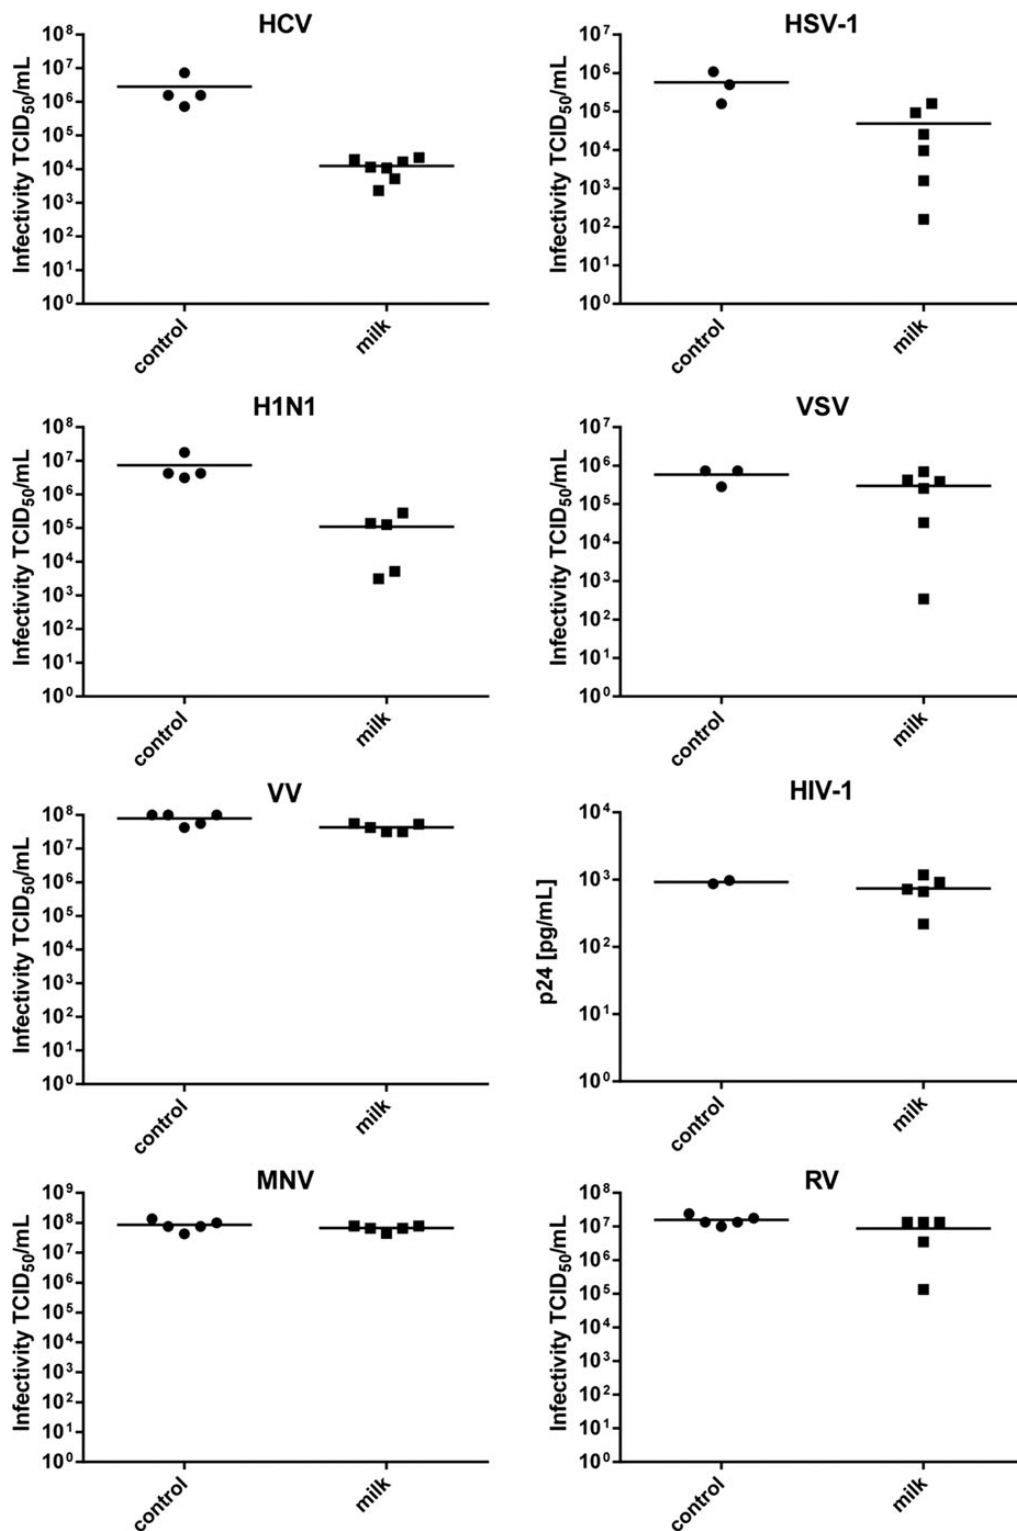 HCV
Infectivity TCID₅₀/mL
10⁸
10⁷
10⁶
10⁵
10⁴
10³
10²
10¹
10⁰
control
milk
HSV-1
Infectivity TCID₅₀/mL
10⁷
10⁶
10⁵
10⁴
10³
10²
10¹
10⁰
control
milk
H1N1
Infectivity TCID₅₀/mL
10⁸
10⁷
10⁶
10⁵
10⁴
10³
10²
10¹
10⁰
control
milk
VSV
Infectivity TCID₅₀/mL
10⁷
10⁶
10⁵
10⁴
10³
10²
10¹
10⁰
control
milk
VV
Infectivity TCID₅₀/mL
10⁸
10⁷
10⁶
10⁵
10⁴
10³
10²
10¹
10⁰
control
milk
HIV-1
p24 [pg/mL]
10⁴
10³
10²
10¹
10⁰
control
milk
MNV
Infectivity TCID₅₀/mL
10⁹
10⁸
10⁷
10⁶
10⁵
10⁴
10³
10²
10¹
10⁰
control
milk
RV
Infectivity TCID₅₀/mL
10⁸
10⁷
10⁶
10⁵
10⁴
10³
10²
10¹
10⁰
control
milk